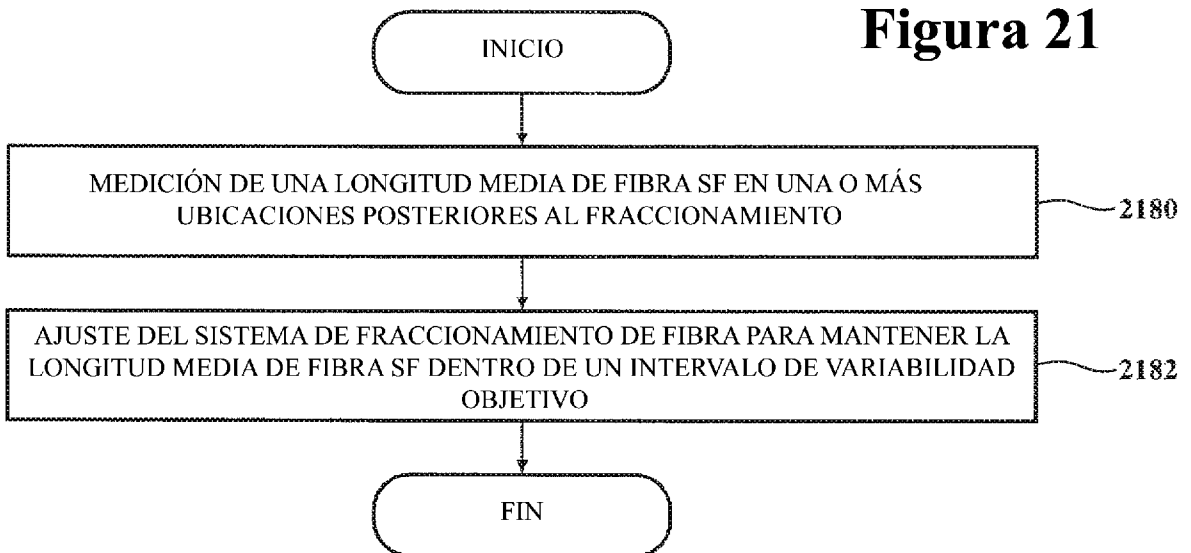 Figura 21
INICIO
MEDICIÓN DE UNA LONGITUD MEDIA DE FIBRA SF EN UNA O MÁS
UBICACIONES POSTERIORES AL FRACCIONAMIENTO
2180
AJUSTE DEL SISTEMA DE FRACCIONAMIENTO DE FIBRA PARA MANTENER LA
LONGITUD MEDIA DE FIBRA SF DENTRO DE UN INTERVALO DE VARIABILIDAD
OBJETIVO
2182
FIN